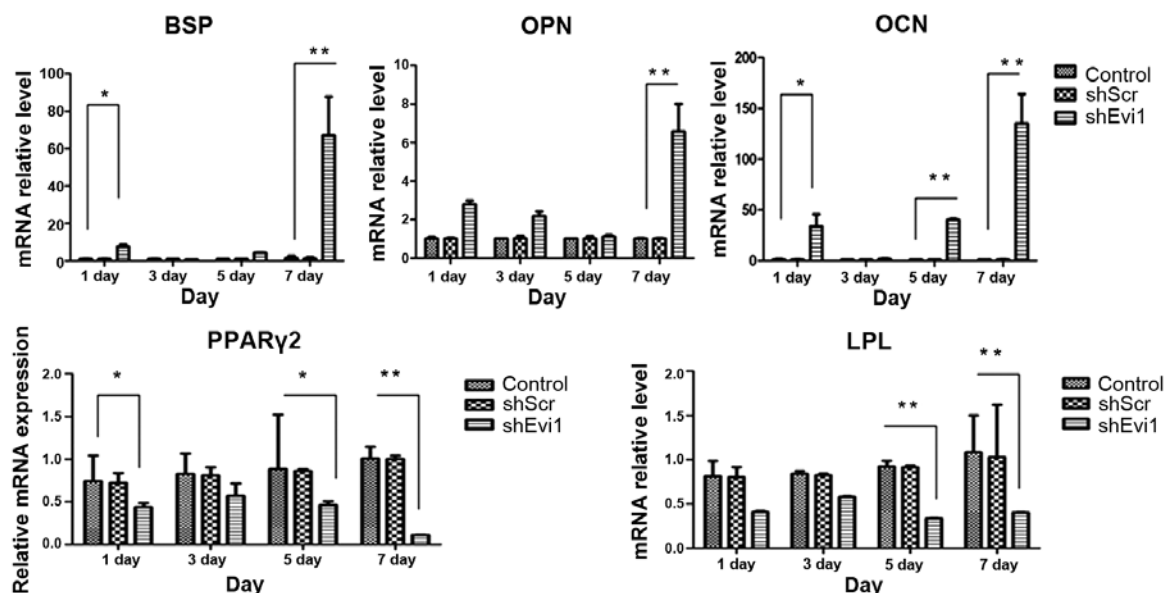 BSP
mRNA relative level
100
80
60
40
20
0
*
* *
1 day 3 day 5 day 7 day
Day
OPN
mRNA relative level
10
8
6
4
2
0
* *
1 day 3 day 5 day 7 day
Day
OCN
mRNA relative level
200
150
100
50
0
*
* *
* *
1 day 3 day 5 day 7 day
Day
Control
shScr
shEvi1
PPARγ2
Relative mRNA expression
2.0
1.5
1.0
0.5
0.0
*
*
* *
1 day 3 day 5 day 7 day
Day
Control
shScr
shEvi1
LPL
mRNA relative level
2.0
1.5
1.0
0.5
0.0
* *
* *
1 day 3 day 5 day 7 day
Day
Control
shScr
shEvi1